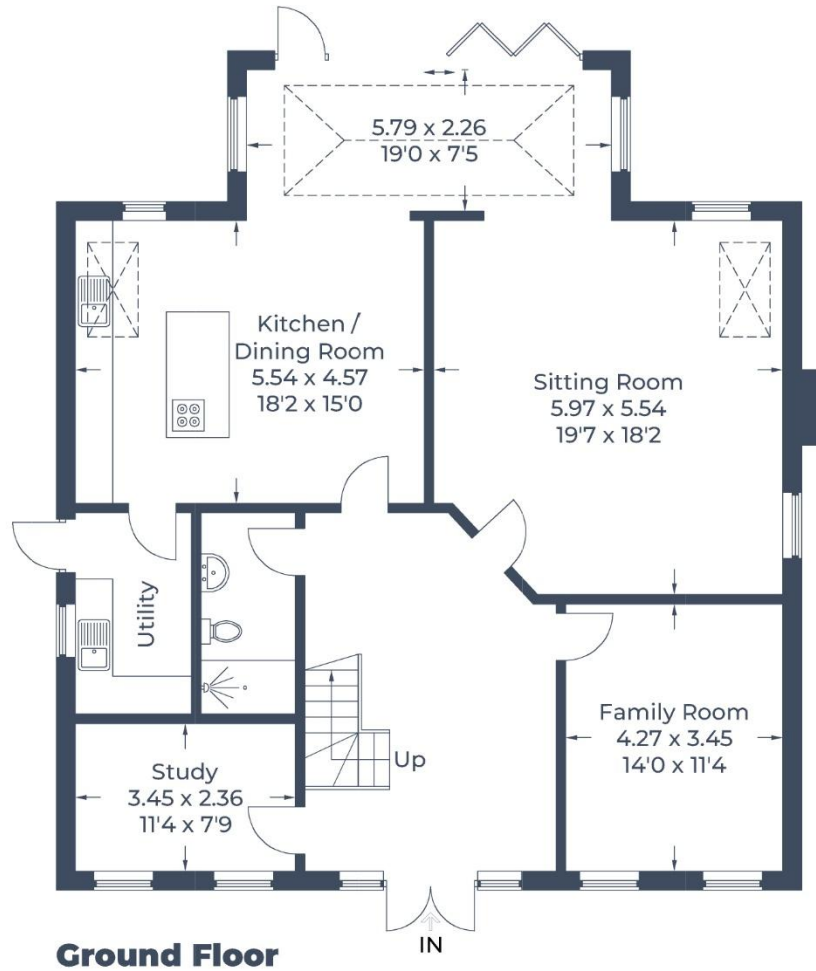 5.79 x 2.26
19'0 x 7'5
Kitchen /
Dining Room
5.54 x 4.57
18'2 x 15'0
Sitting Room
5.97 x 5.54
19'7 x 18'2
Utility
Family Room
4.27 x 3.45
14'0 x 11'4
Study
3.45 x 2.36
11'4 x 7'9
Up
IN
Ground Floor